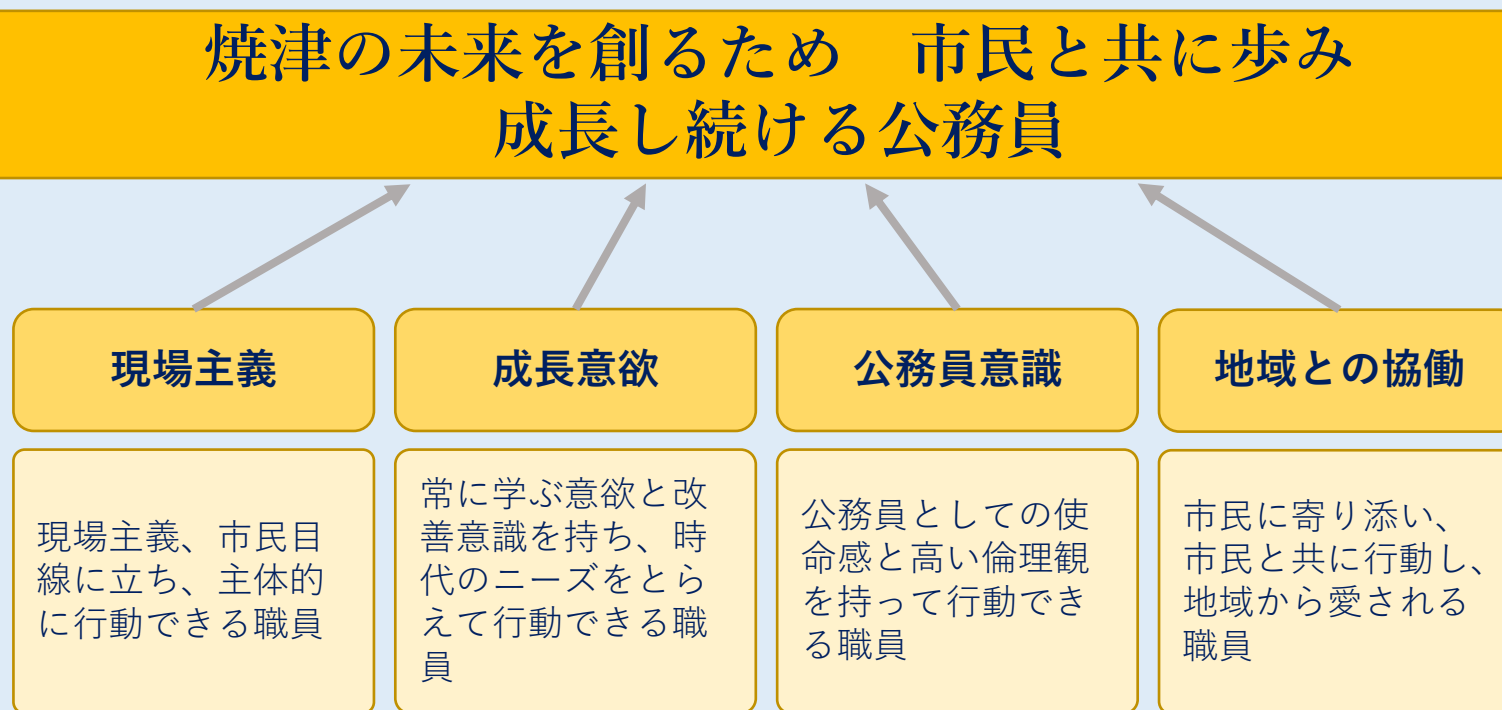 焼津の未来を創るため　市民と共に歩み
成長し続ける公務員
現場主義
成長意欲
公務員意識
地域との協働
現場主義、市民目
線に立ち、主体的
に行動できる職員
常に学ぶ意欲と改
善意識を持ち、時
代のニーズをとら
えて行動できる職
員
公務員としての使
命感と高い倫理観
を持って行動でき
る職員
市民に寄り添い、
市民と共に行動し、
地域から愛される
職員